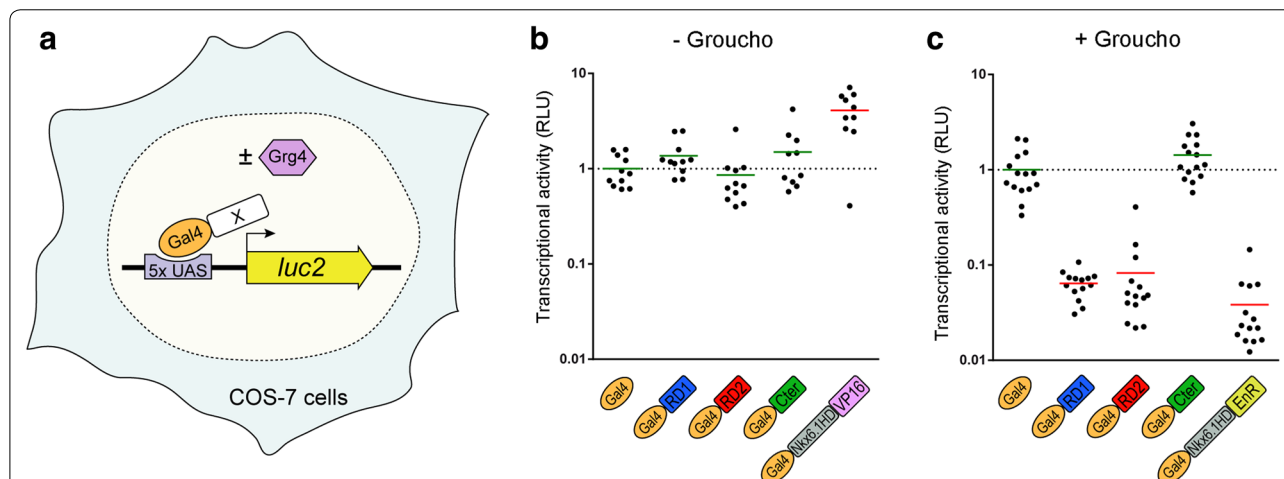 a
± Grg4
X
Gal4
5x UAS
luc2
COS-7 cells
b
- Groucho
Transcriptional activity (RLU)
10
1
0.1
0.01
Gal4
Gal4 RD1
Gal4 RD2
Gal4 Cter
Gal4 Nkx6.1HD VP16
c
+ Groucho
Transcriptional activity (RLU)
10
1
0.1
0.01
Gal4
Gal4 RD1
Gal4 RD2
Gal4 Cter
Gal4 Nkx6.1HD EnR